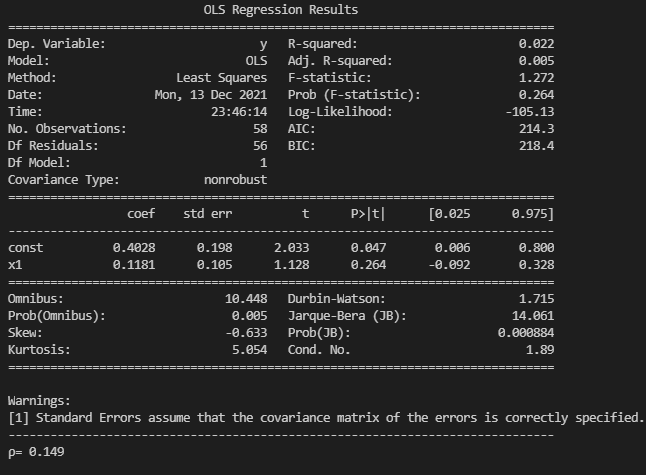 OLS Regression Results
==============================================================================
Dep. Variable:                      y   R-squared:                       0.022
Model:                            OLS   Adj. R-squared:                  0.005
Method:                 Least Squares   F-statistic:                     1.272
Date:                Mon, 13 Dec 2021   Prob (F-statistic):              0.264
Time:                        23:46:14   Log-Likelihood:                -105.13
No. Observations:                  58   AIC:                             214.3
Df Residuals:                      56   BIC:                             218.4
Df Model:                           1
Covariance Type:            nonrobust
==============================================================================
                 coef    std err          t      P>|t|      [0.025      0.975]
------------------------------------------------------------------------------
const          0.4028      0.198      2.033      0.047       0.006       0.800
x1             0.1181      0.105      1.128      0.264      -0.092       0.328
==============================================================================
Omnibus:                       10.448   Durbin-Watson:                   1.715
Prob(Omnibus):                  0.005   Jarque-Bera (JB):               14.061
Skew:                          -0.633   Prob(JB):                     0.000884
Kurtosis:                       5.054   Cond. No.                         1.89
==============================================================================

Warnings:
[1] Standard Errors assume that the covariance matrix of the errors is correctly specified.
------------------------------------------------------------------------------
ρ= 0.149